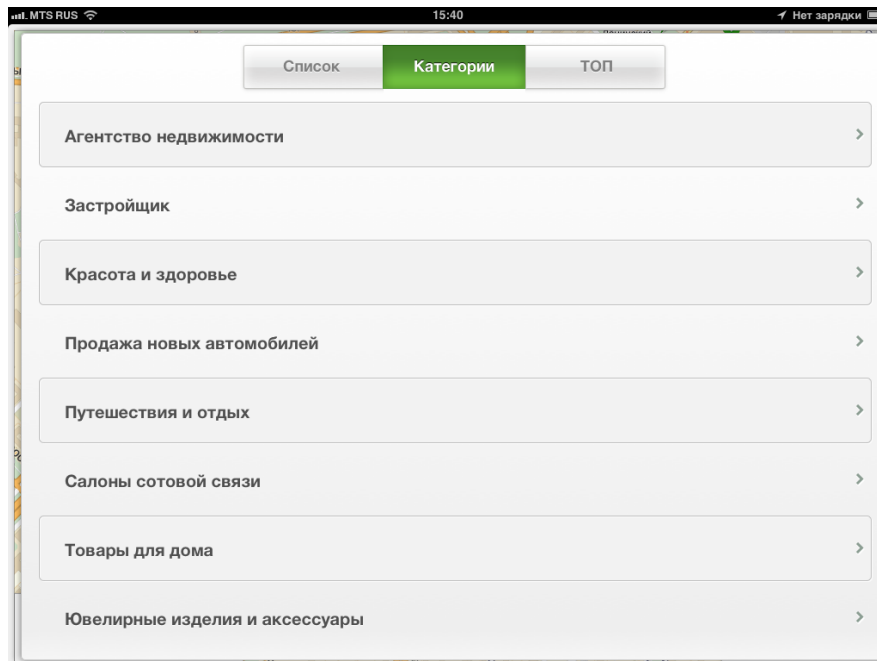 MTS RUS 15:40 Нет зарядки
Список Категории ТОП
Агентство недвижимости
Застройщик
Красота и здоровье
Продажа новых автомобилей
Путешествия и отдых
Салоны сотовой связи
Товары для дома
Ювелирные изделия и аксессуары